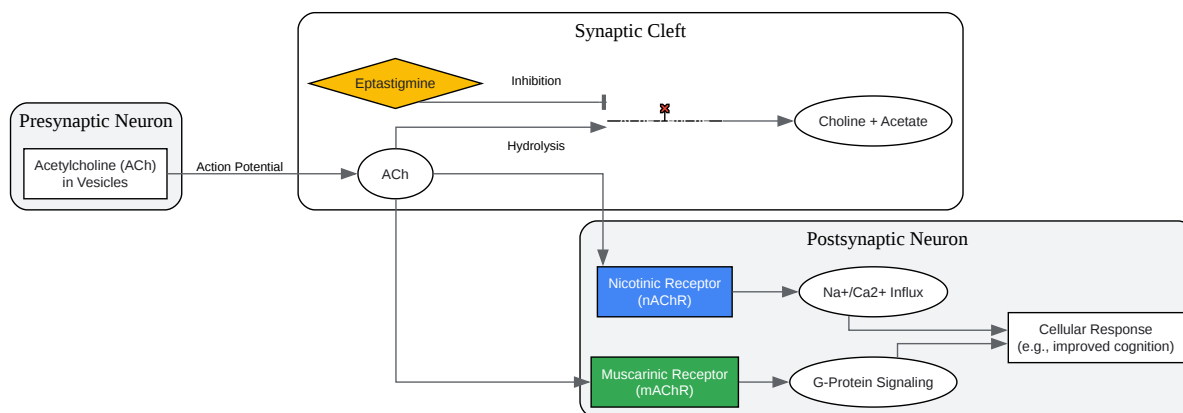 Synaptic Cleft
Eptastigmine
Inhibition
Choline + Acetate
Hydrolysis
Presynaptic Neuron
Acetylcholine (ACh)
in Vesicles
Action Potential
ACh
Postsynaptic Neuron
Nicotinic Receptor
(nAChR)
Na+/Ca2+ Influx
Cellular Response
(e.g., improved cognition)
Muscarinic Receptor
(mAChR)
G-Protein Signaling